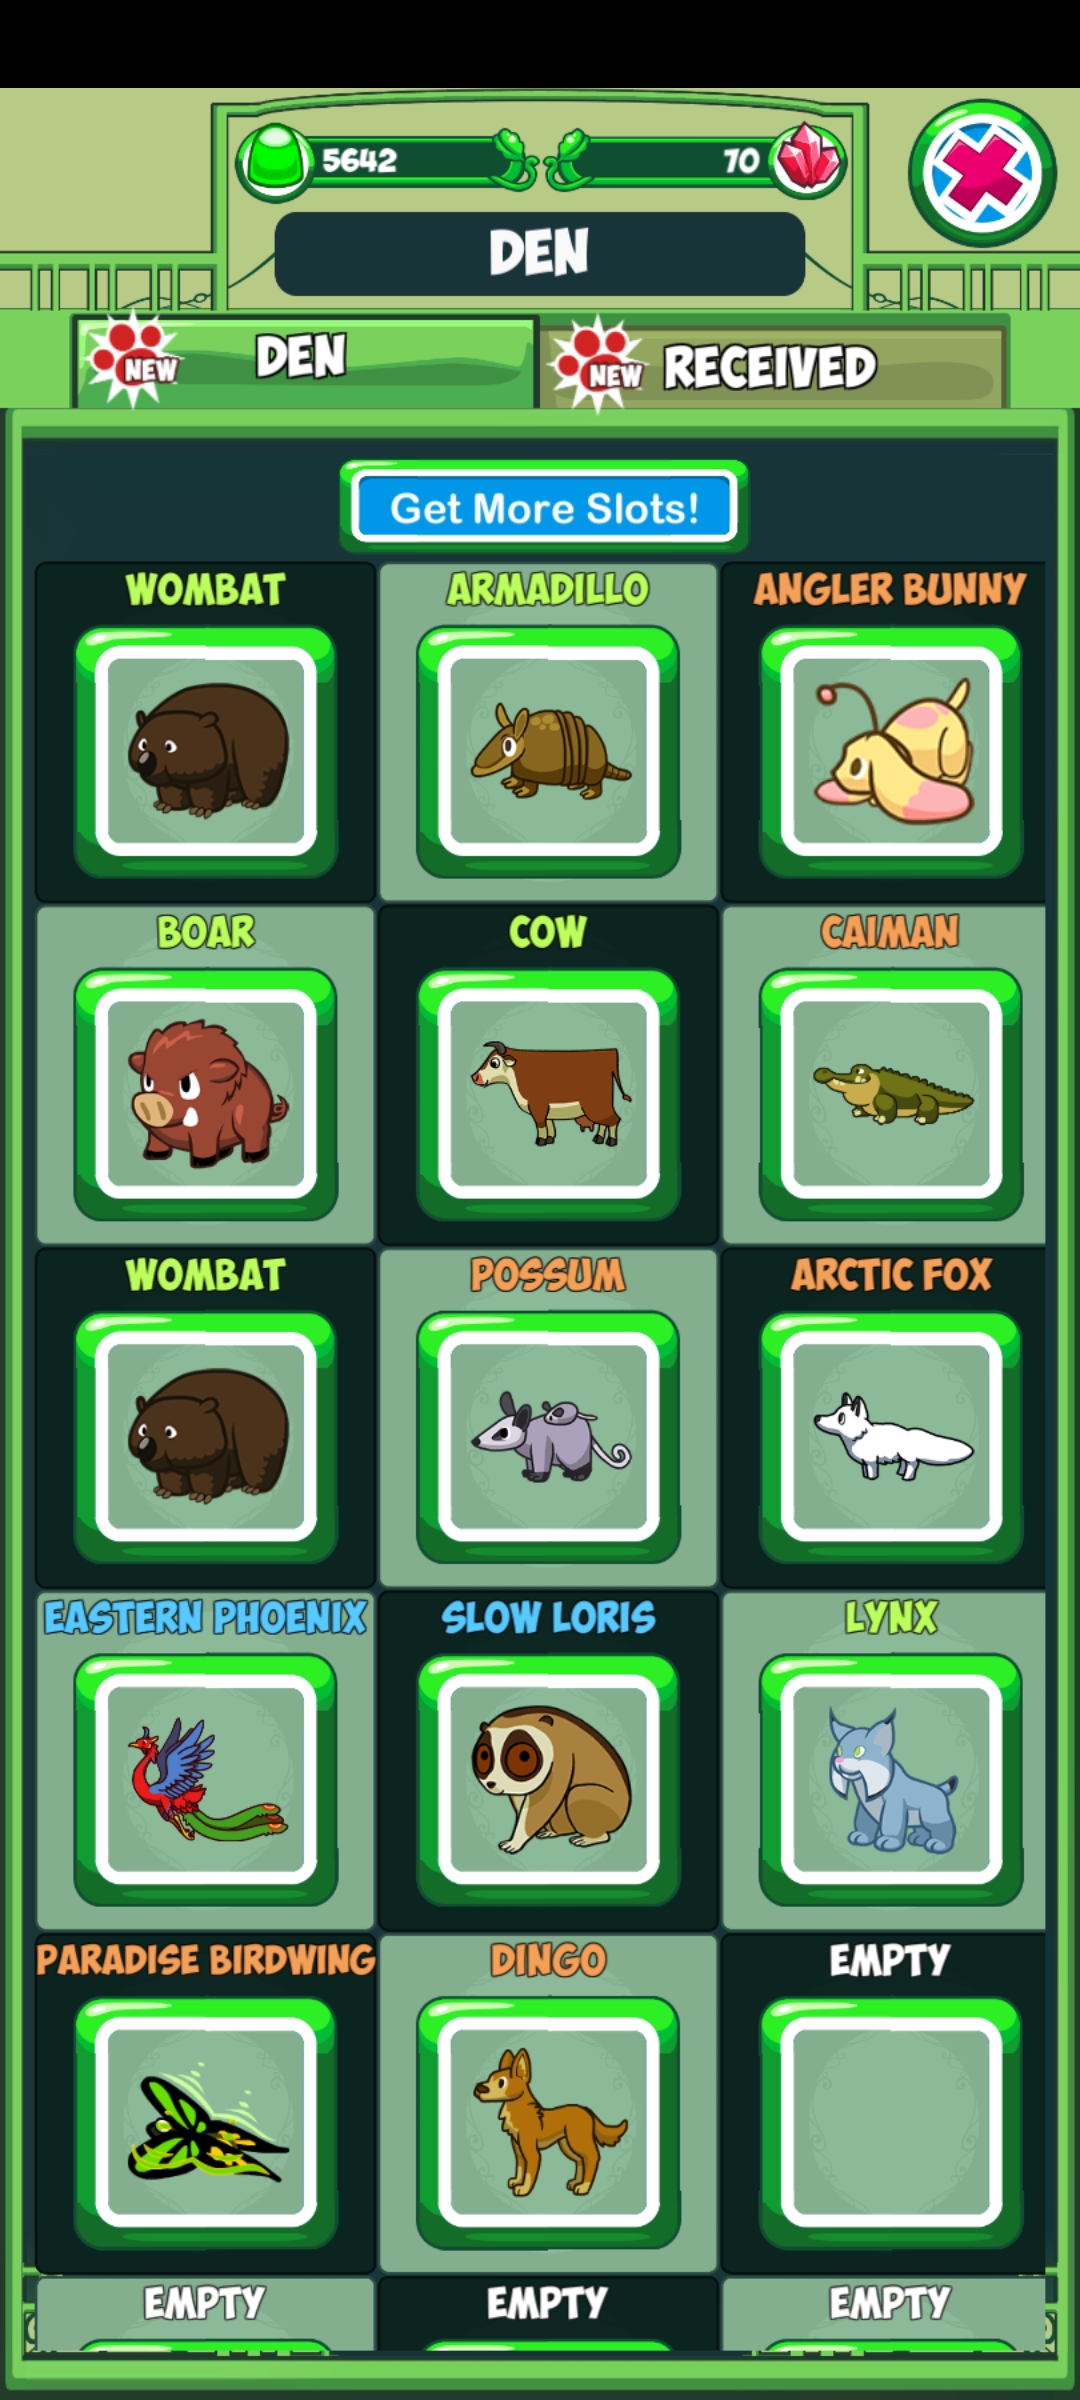 5642
70
DEN
NEW DEN
NEW RECEIVED
Get More Slots!
WOMBAT
ARMADILLO
ANGLER BUNNY
BOAR
COW
CAIMAN
WOMBAT
POSSUM
ARCTIC FOX
EASTERN PHOENIX
SLOW LORIS
LYNX
PARADISE BIRDWING
DINGO
EMPTY
EMPTY
EMPTY
EMPTY